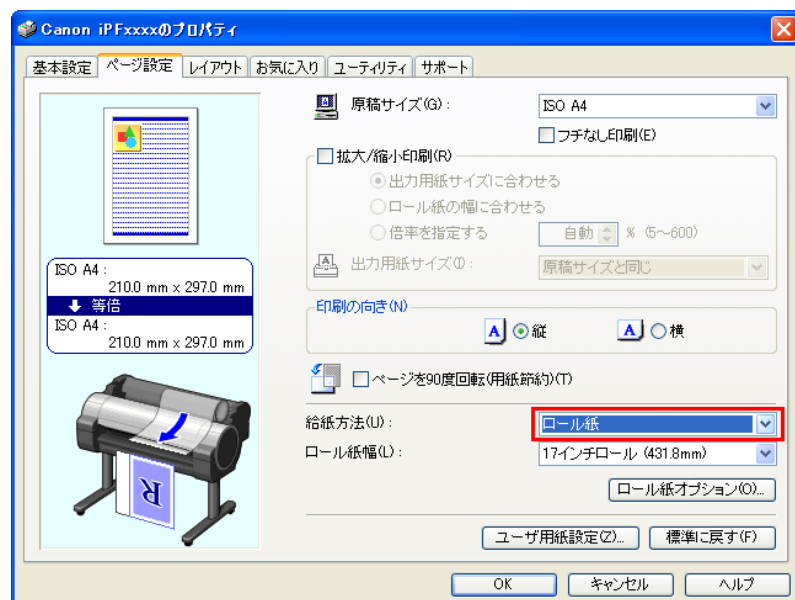 Canon iPFxxxxのプロパティ
基本設定 ページ設定 レイアウト お気に入り ユーティリティ サポート
原稿サイズ(G): ISO A4
フチなし印刷(E)
拡大/縮小印刷(R)
出力用紙サイズに合わせる
ロール紙の幅に合わせる
倍率を指定する 自動 % (5～600)
出力用紙サイズ(I): 原稿サイズと同じ
ISO A4 :
210.0 mm x 297.0 mm
等倍
ISO A4 :
210.0 mm x 297.0 mm
印刷の向き(N)
A 縦 A 横
ページを90度回転(用紙節約)(T)
給紙方法(U): ロール紙
ロール紙幅(L): 17インチロール (431.8mm)
R
ロール紙オプション(O)...
ユーザ用紙設定(Z)... 標準に戻す(F)
OK キャンセル ヘルプ